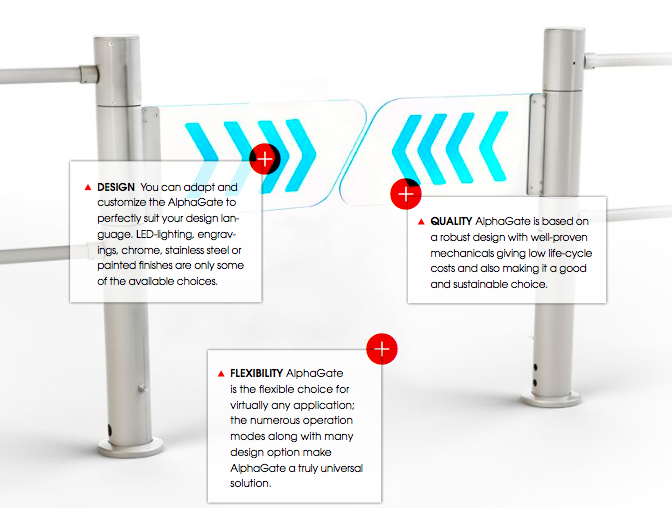 ▲ DESIGN You can adapt and
customize the AlphaGate to
perfectly suit your design lan-
guage. LED-lighting, engrav-
ings, chrome, stainless steel or
painted finishes are only some
of the available choices.
▲ QUALITY AlphaGate is based on
a robust design with well-proven
mechanicals giving low life-cycle
costs and also making it a good
and sustainable choice.
▲ FLEXIBILITY AlphaGate
is the flexible choice for
virtually any application;
the numerous operation
modes along with many
design option make
AlphaGate a truly universal
solution.